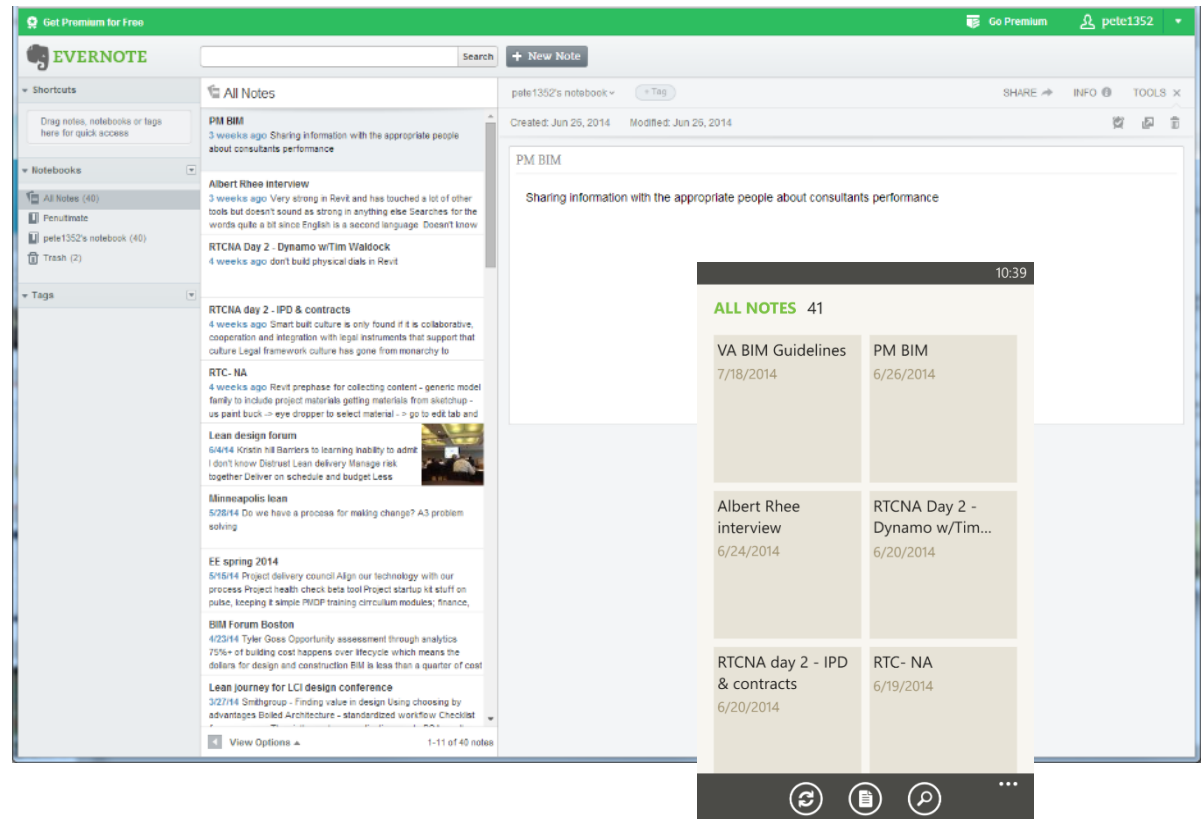 Get Premium for Free
Go Premium
pete1352
EVERNOTE
Search
+ New Note
Shortcuts
Drag notes, notebooks or tags
here for quick access
Notebooks
All Notes (40)
Penultimate
pete1352's notebook (40)
Trash (2)
Tags
All Notes
PM BIM
3 weeks ago Sharing information with the appropriate people
about consultants performance
Albert Rhee interview
3 weeks ago Very strong in Revit and has touched a lot of other
tools but doesn't sound as strong in anything else Searches for the
words quite a bit since English is a second language Doesn't know
RTCNA Day 2 - Dynamo w/Tim Waldock
4 weeks ago don't build physical dials in Revit
RTCNA day 2 - IPD & contracts
4 weeks ago Smart built culture is only found if it is collaborative,
cooperation and integration with legal instruments that support that
culture Legal framework culture has gone from monarchy to
RTC- NA
4 weeks ago Revit prephase for collecting content - generic model
family to include project materials getting materials from sketchup -
us paint buck -> eye dropper to select material - > go to edit tab and
Lean design forum
6/4/14 Kristin hill Barriers to learning Inability to admit
I don't know Distrust Lean delivery Manage risk
together Deliver on schedule and budget Less
Minneapolis lean
5/28/14 Do we have a process for making change? A3 problem
solving
EE spring 2014
5/15/14 Project delivery council Align our technology with our
process Project health check beta tool Project startup kit stuff on
pulse, keeping it simple PMDP training cirrculum modules; finance,
BIM Forum Boston
4/23/14 Tyler Goss Opportunity assessment through analytics
75%+ of building cost happens over lifecycle which means the
dollars for design and construction BIM is less than a quarter of cost
Lean journey for LCI design conference
3/27/14 Smithgroup - Finding value in design Using choosing by
advantages Boiled Architecture - standardized workflow Checklist
View Options
1-11 of 40 notes
pete1352's notebook
+ Tag
SHARE
INFO
TOOLS
Created: Jun 26, 2014 Modified: Jun 26, 2014
PM BIM
Sharing information with the appropriate people about consultants performance
10:39
ALL NOTES 41
VA BIM Guidelines
7/18/2014
PM BIM
6/26/2014
Albert Rhee
interview
6/24/2014
RTCNA Day 2 -
Dynamo w/Tim...
6/20/2014
RTCNA day 2 - IPD
& contracts
6/20/2014
RTC- NA
6/19/2014